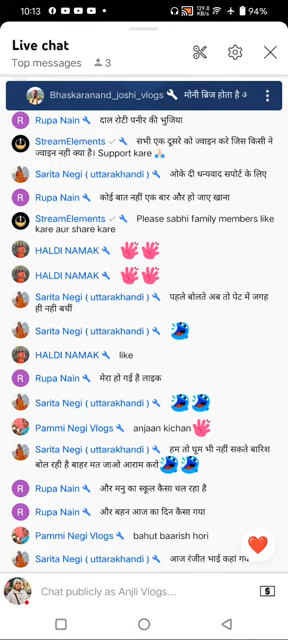 10:13
129.8 KB/s
94%
Live chat
Top messages 3
Bhaskaranand_joshi_vlogs मोनी ब्रिज होता है
Rupa Nain दाल रोटी पनीर की भुजिया
StreamElements सभी एक दूसरे को ज्वाइन करे जिस किसी ने
ज्वाइन नही क्या है। Support kare
Sarita Negi ( uttarakhandi ) ओके दी धन्यवाद सपोर्ट के लिए
Rupa Nain कोई बात नहीं एक बार और हो जाए खाना
StreamElements Please sabhi family members like
kare aur share kare
HALDI NAMAK
HALDI NAMAK
Sarita Negi ( uttarakhandi ) पहले बोलते अब तो पेट में जगह
ही नही बचीं
Sarita Negi ( uttarakhandi )
HALDI NAMAK like
R Rupa Nain मेरा हो गई है लाइक
Sarita Negi ( uttarakhandi )
Pammi Negi Vlogs anjaan kichan
Sarita Negi ( uttarakhandi ) हम तो घूम भी नहीं सकते बारिश
बोल रही है बाहर मत जाओ आराम करो
R Rupa Nain और मनु का स्कूल कैसा चल रहा है
R Rupa Nain और बहन आज का दिन कैसा गया
Pammi Negi Vlogs bahut baarish hori
Sarita Negi ( uttarakhandi ) आज रंजीत भाई कहां
Chat publicly as Anjli Vlogs...